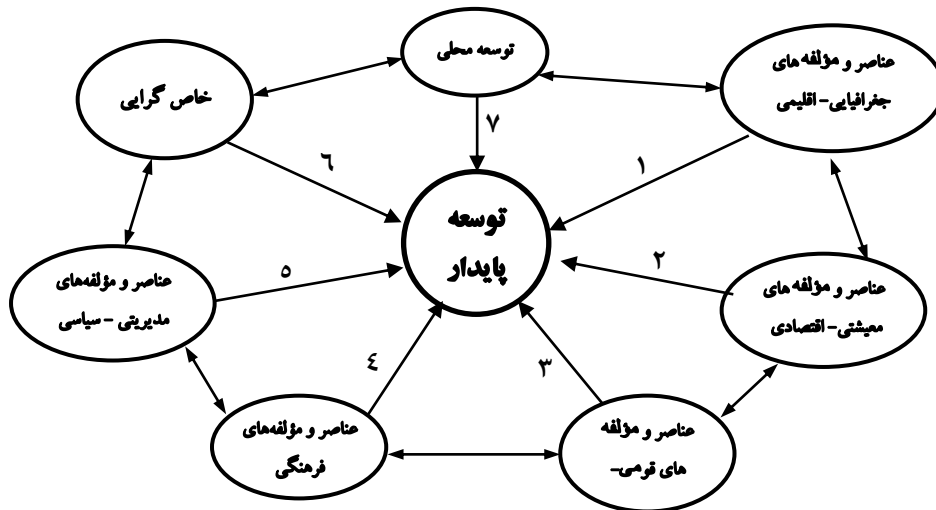 توسعه محلی
عناصر و مؤلفه های
جغرافیایی-اقلیمی
خاص گرایی
۷
۶
۱
توسعه
پایدار
عناصر و مؤلفه های
معیشتی-اقتصادی
۲
عناصر و مؤلفه‌های
مدیریتی -سیاسی
۵
۴
۳
عناصر و مؤلفه‌های
فرهنگی
عناصر و مؤلفه
های قومی-